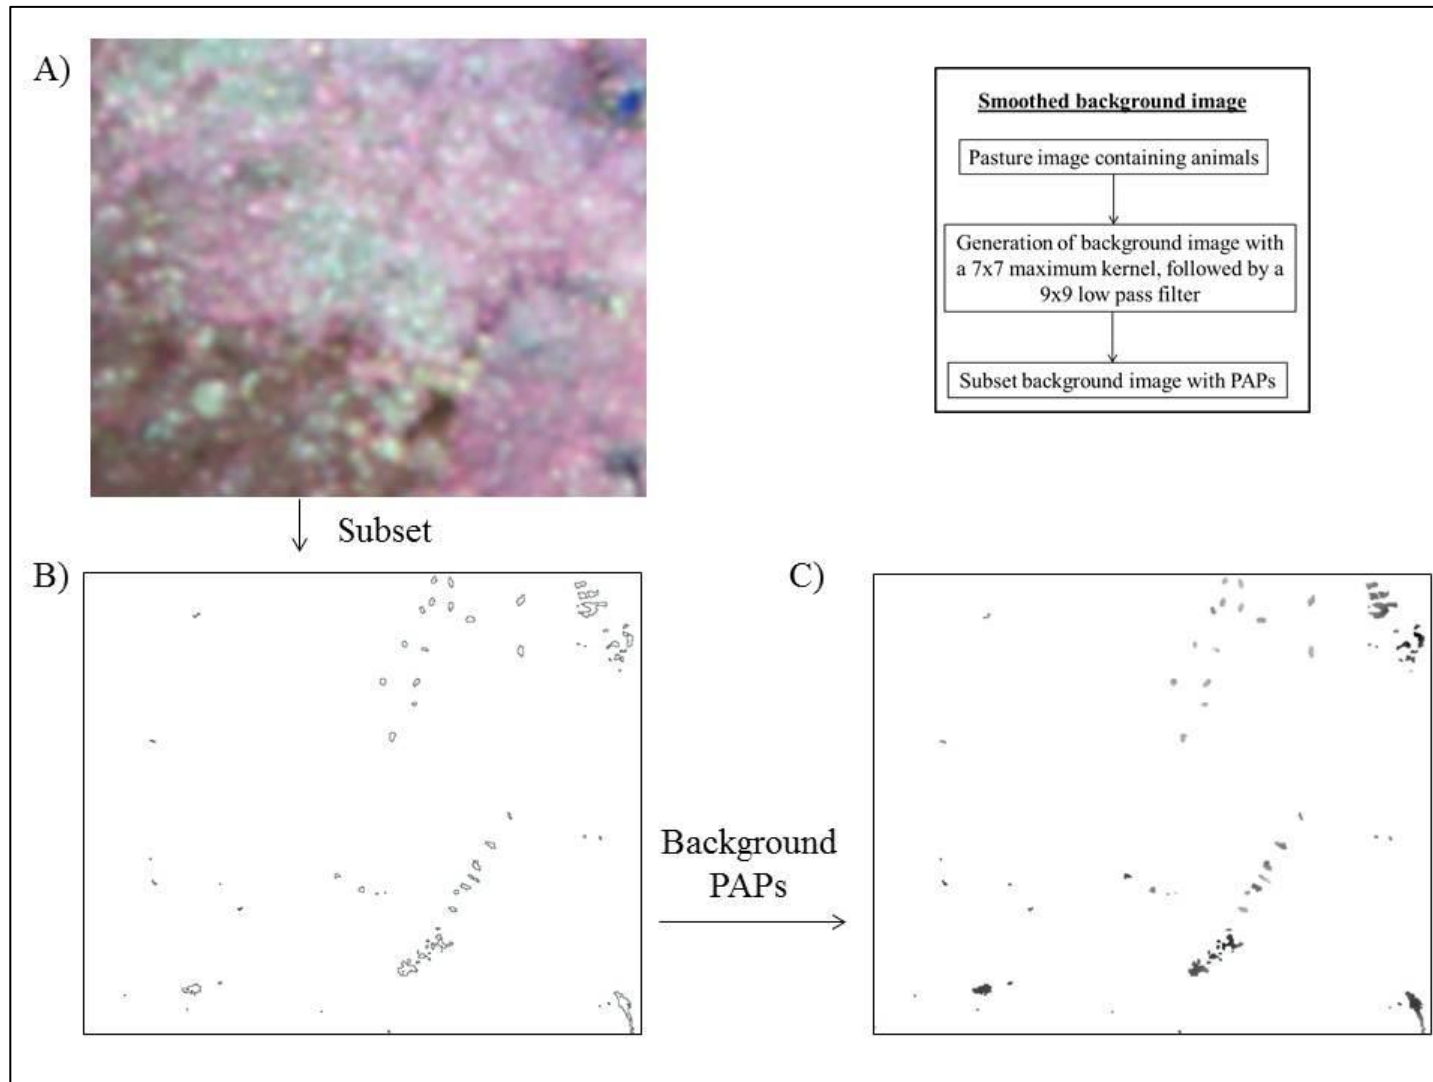 A)
Smoothed background image
Pasture image containing animals
Generation of background image with
a 7x7 maximum kernel, followed by a
9x9 low pass filter
Subset background image with PAPs
Subset
B)
C)
Background
PAPs